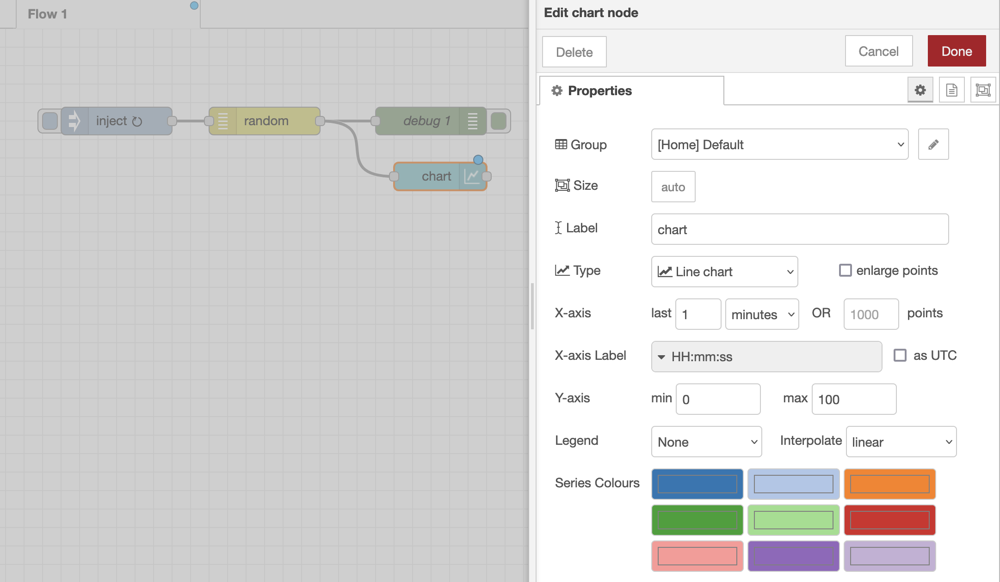 Flow 1
inject
random
debug 1
chart
Edit chart node
Delete
Cancel
Done
Properties
Group
[Home] Default
Size
auto
Label
chart
Type
Line chart
enlarge points
X-axis
last 1 minutes OR 1000 points
X-axis Label
HH:mm:ss
as UTC
Y-axis
min 0
max 100
Legend
None
Interpolate linear
Series Colours